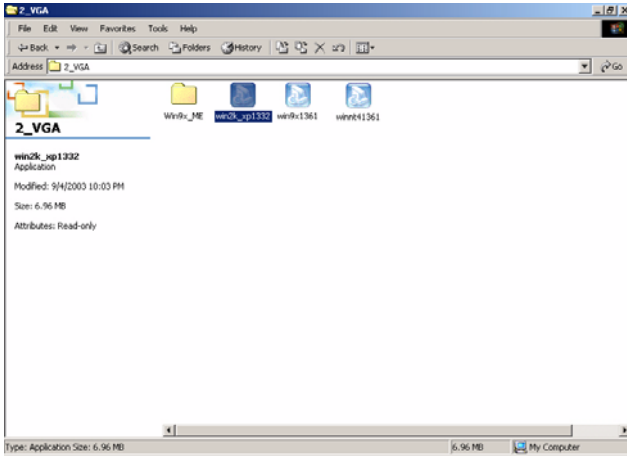 2_VGA
File Edit View Favorites Tools Help
Back Search Folders History
Address 2_VGA Go
2_VGA
win2k_xp1332
Application
Modified: 9/4/2003 10:03 PM
Size: 6.96 MB
Attributes: Read-only
Win9x_ME win2k_xp1332 win9x1361 winnt41361
Type: Application Size: 6.96 MB 6.96 MB My Computer